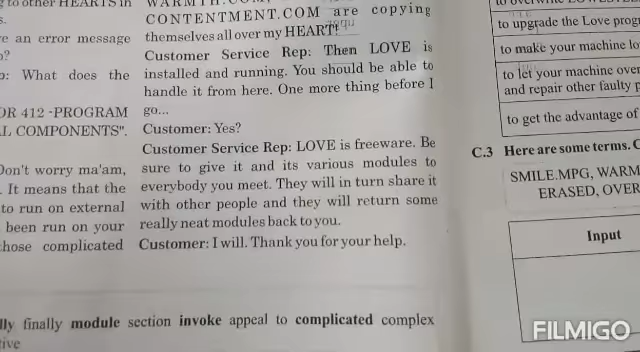 g to other HEARTS in
s.
re an error message
o?
p: What does the
OR 412 -PROGRAM
L COMPONENTS".
Don't worry ma'am,
. It means that the
to run on external
been run on your
those complicated
CONTENTMENT.COM are copying
themselves all over my HEART!
Customer Service Rep: Then LOVE is
installed and running. You should be able to
handle it from here. One more thing before I
go...
Customer: Yes?
Customer Service Rep: LOVE is freeware. Be
sure to give it and its various modules to
everybody you meet. They will in turn share it
with other people and they will return some
really neat modules back to you.
Customer: I will. Thank you for your help.
lly finally module section invoke appeal to complicated complex
tive
to upgrade the Love progr
to make your machine lo
to let your machine over
and repair other faulty p
to get the advantage of
C.3 Here are some terms. C
SMILE.MPG, WARM
ERASED, OVER
Input
FILMIGO